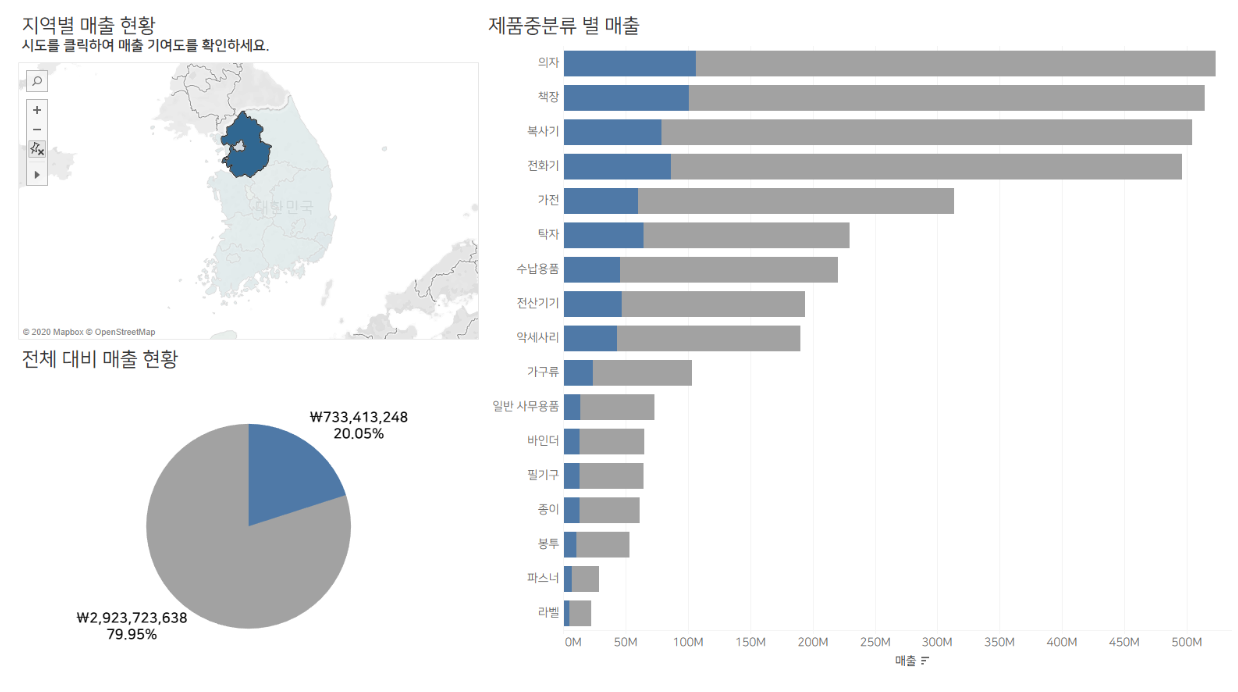 지역별 매출 현황
시도를 클릭하여 매출 기여도를 확인하세요.
대한민국
© 2020 Mapbox © OpenStreetMap
전체 대비 매출 현황
₩733,413,248
20.05%
₩2,923,723,638
79.95%
제품중분류 별 매출
의자
책장
복사기
전화기
가전
탁자
수납용품
전산기기
악세사리
가구류
일반 사무용품
바인더
필기구
종이
봉투
파스너
라벨
0M 50M 100M 150M 200M 250M 300M 350M 400M 450M 500M
매출